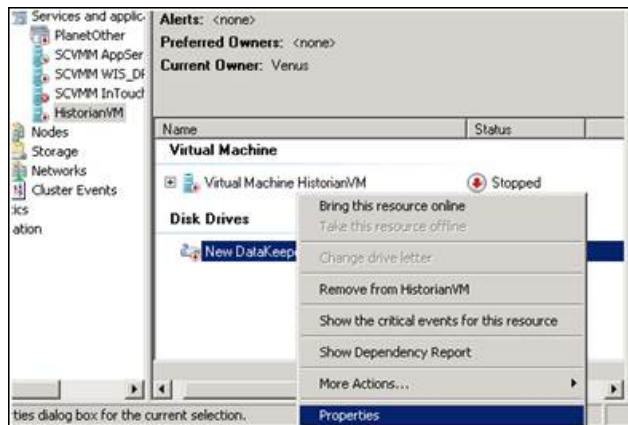 Services and applic
PlanetOther
SCVMM AppSer
SCVMM WIS_DF
SCVMM InTouch
HistorianVM
Nodes
Storage
Networks
Cluster Events
ation
Alerts: <none>
Preferred Owners: <none>
Current Owner: Venus
Name Status
Virtual Machine
Virtual Machine HistorianVM Stopped
Disk Drives
New DataKeep
Bring this resource online
Take this resource offline
Change drive letter
Remove from HistorianVM
Show the critical events for this resource
Show Dependency Report
More Actions...
Properties
ties dialog box for the current selection.